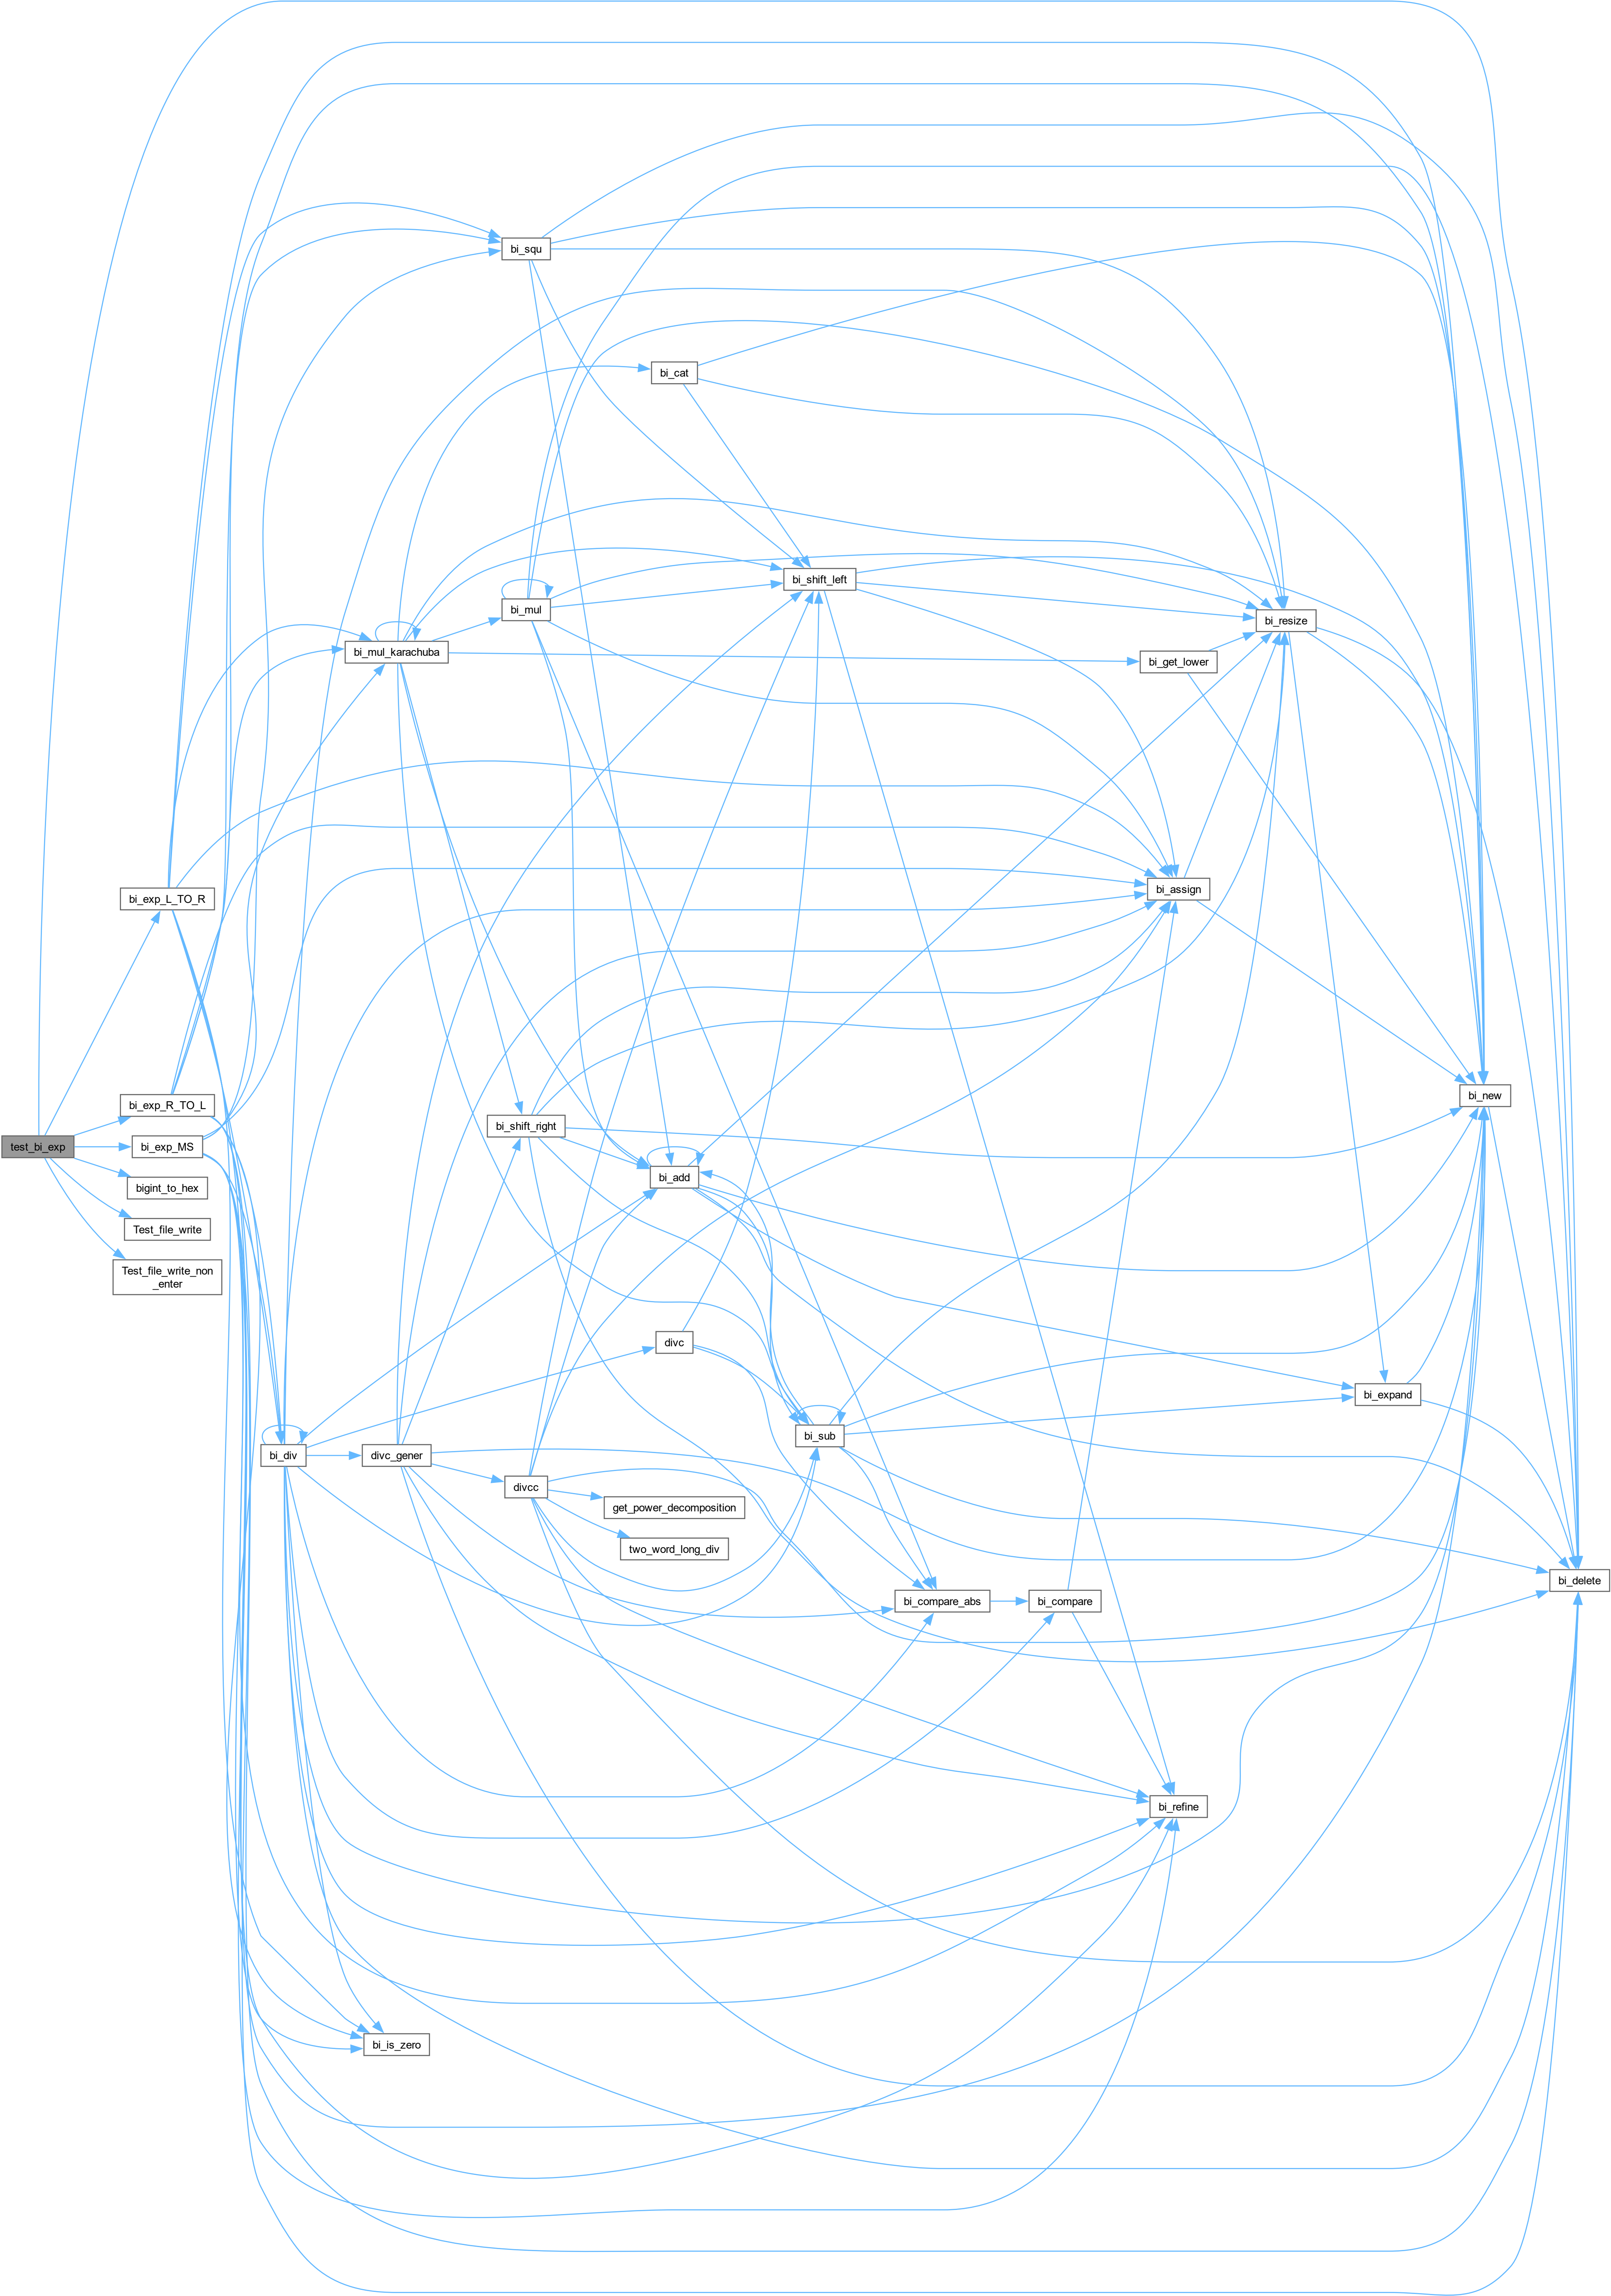 bi_squ
bi_cat
bi_shift_left
bi_mul
bi_resize
bi_mul_karachuba
bi_get_lower
bi_assign
bi_exp_L_TO_R
bi_new
bi_exp_R_TO_L
bi_shift_right
test_bi_exp
bi_exp_MS
bi_add
bigint_to_hex
Test_file_write
Test_file_write_non
_enter
divc
bi_expand
bi_sub
bi_div
divc_gener
divcc
get_power_decomposition
two_word_long_div
bi_delete
bi_compare_abs
bi_compare
bi_refine
bi_is_zero